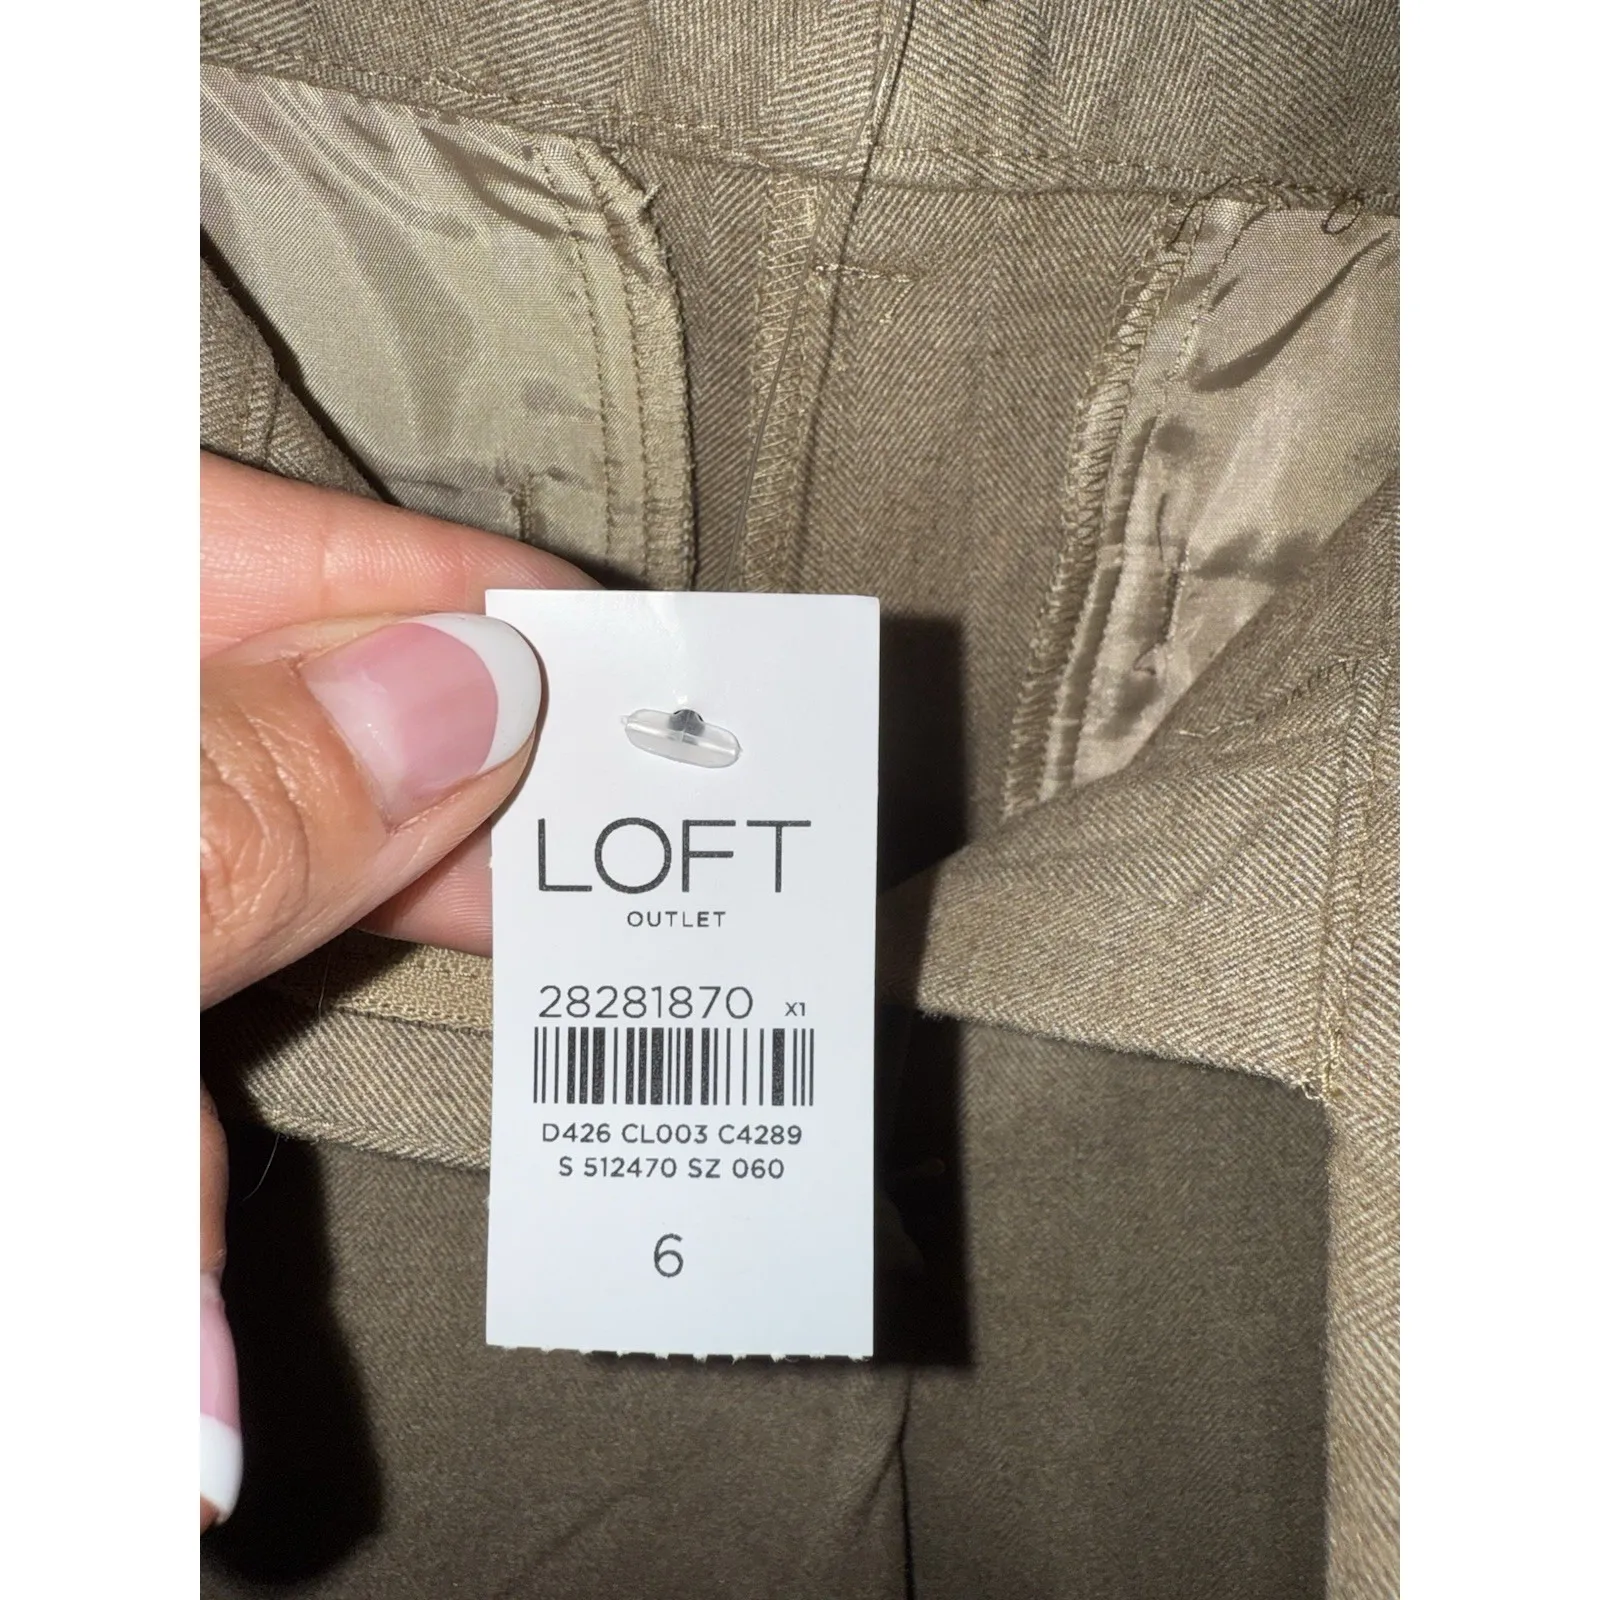 LOFT
OUTLET
28281870 X1
D426 CL003 C4289
S 512470 SZ 060
6